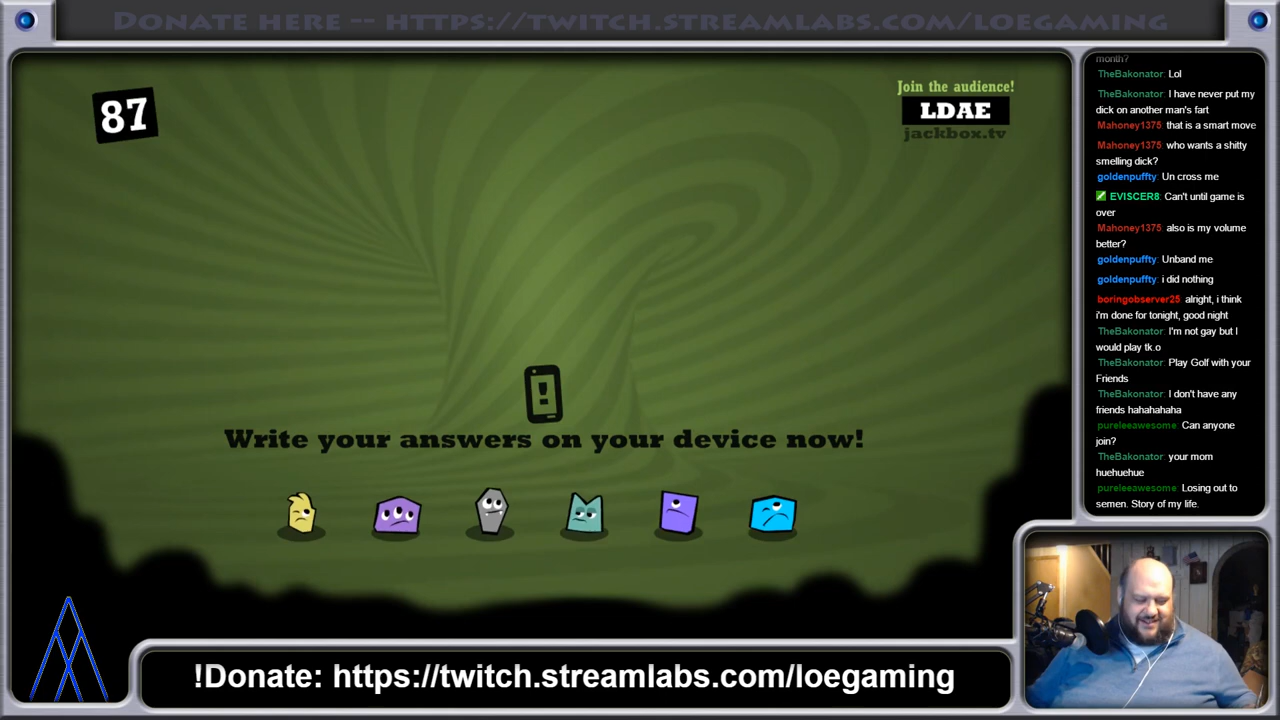 DONATE HERE -- HTTPS://TWITCH.STREAMLABS.COM/LOEGAMING
87
Join the audience!
LDAE
jackbox.tv
Write your answers on your device now!
month?
TheBakonator: Lol
TheBakonator: I have never put my
dick on another man's fart
Mahoney1375: that is a smart move
Mahoney1375: who wants a shitty
smelling dick?
goldenpuffty: Un cross me
EVISCER8: Can't until game is
over
Mahoney1375: also is my volume
better?
goldenpuffty: Unband me
goldenpuffty: i did nothing
boringobserver25 alright, i think
i'm done for tonight, good night
TheBakonator: I'm not gay but I
would play tk.o
TheBakonator: Play Golf with your
Friends
TheBakonator: I don't have any
friends hahahahaha
pureleeawesome: Can anyone
join?
TheBakonator: your mom
huehuehue
pureleeawesome: Losing out to
semen. Story of my life.
!Donate: https://twitch.streamlabs.com/loegaming